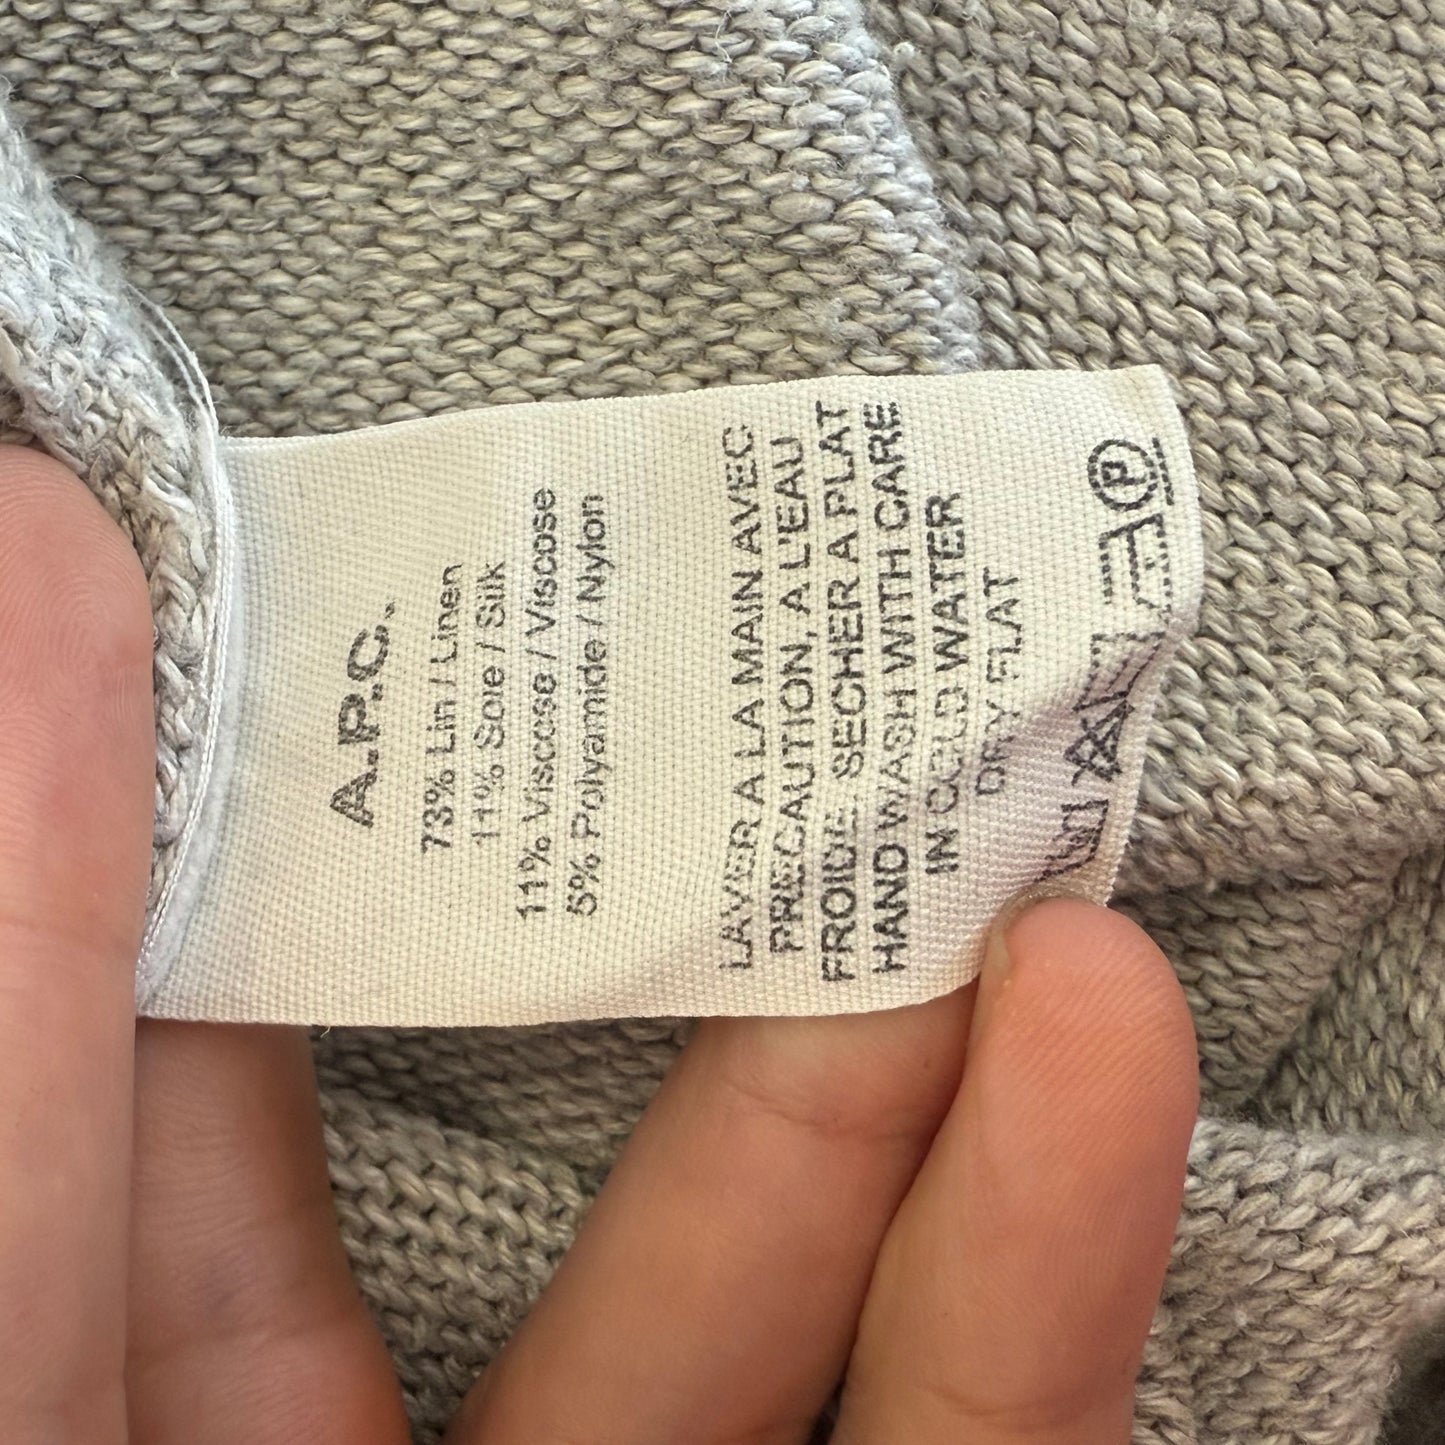 A.P.C.
73% Lin / Linen
11% Soie / Silk
11% Viscose / Viscose
5% Polyamide / Nylon
LAVER A LA MAIN AVEC
PRECAUTION, A L'EAU
FROIDE. SECHER A PLAT
HAND WASH WITH CARE
IN COLD WATER
DRY FLAT
P